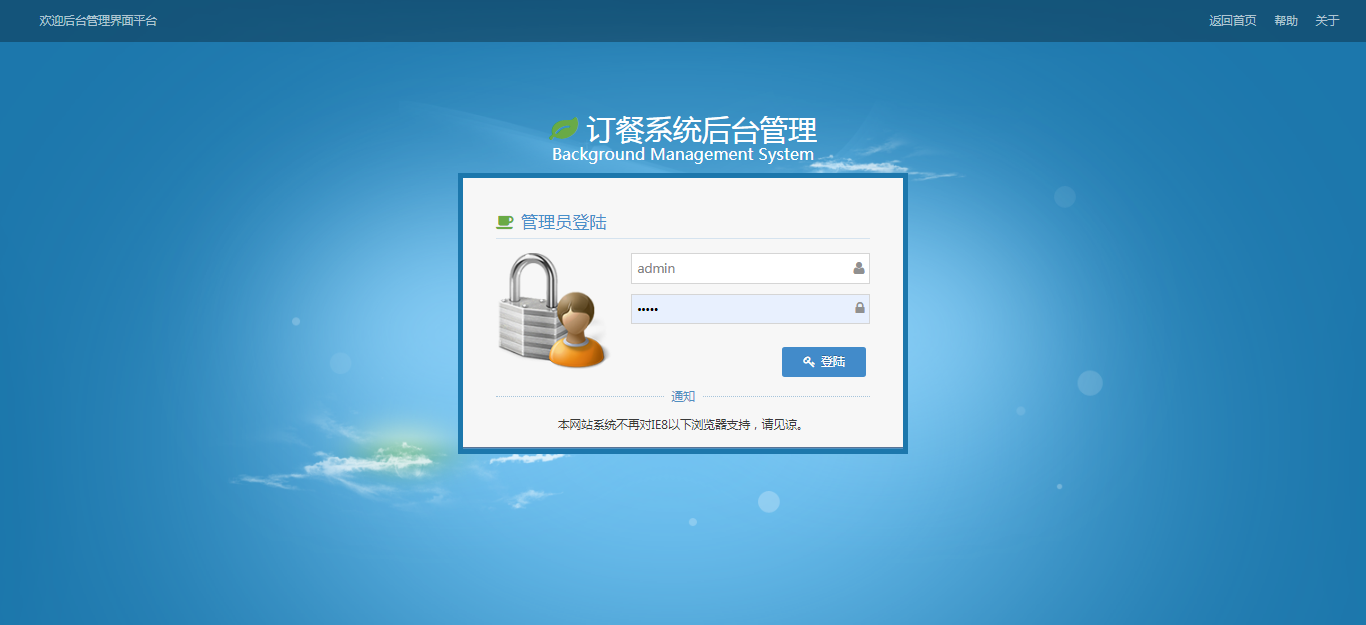 欢迎后台管理界面平台
返回首页 帮助 关于
订餐系统后台管理
Background Management System
管理员登陆
admin
•••••
登陆
通知
本网站系统不再对IE8以下浏览器支持，请见谅。